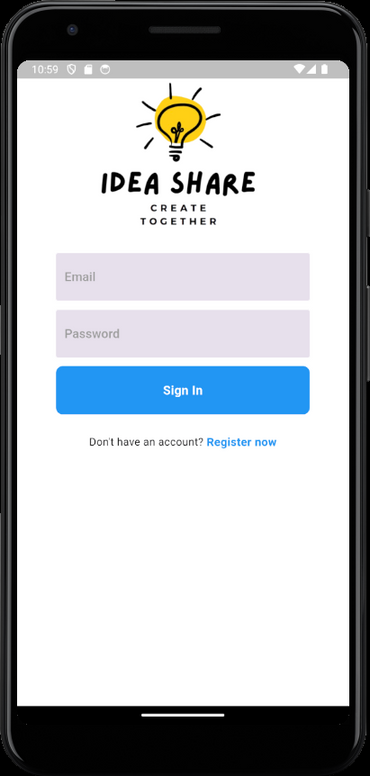 10:59
IDEA SHARE
CREATE
TOGETHER
Email
Password
Sign In
Don't have an account? Register now